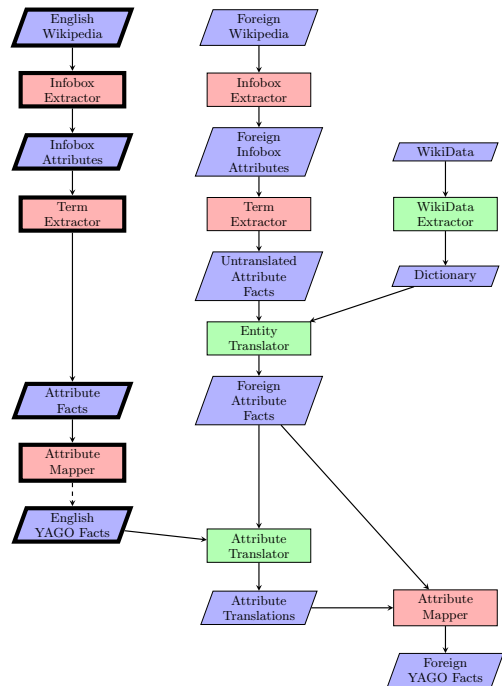 English
Wikipedia
Infobox
Extractor
Infobox
Attributes
Term
Extractor
Attribute
Facts
Attribute
Mapper
English
YAGO Facts
Foreign
Wikipedia
Infobox
Extractor
Foreign
Infobox
Attributes
Term
Extractor
Untranslated
Attribute
Facts
Entity
Translator
Foreign
Attribute
Facts
Attribute
Translator
Attribute
Translations
WikiData
WikiData
Extractor
Dictionary
Attribute
Mapper
Foreign
YAGO Facts